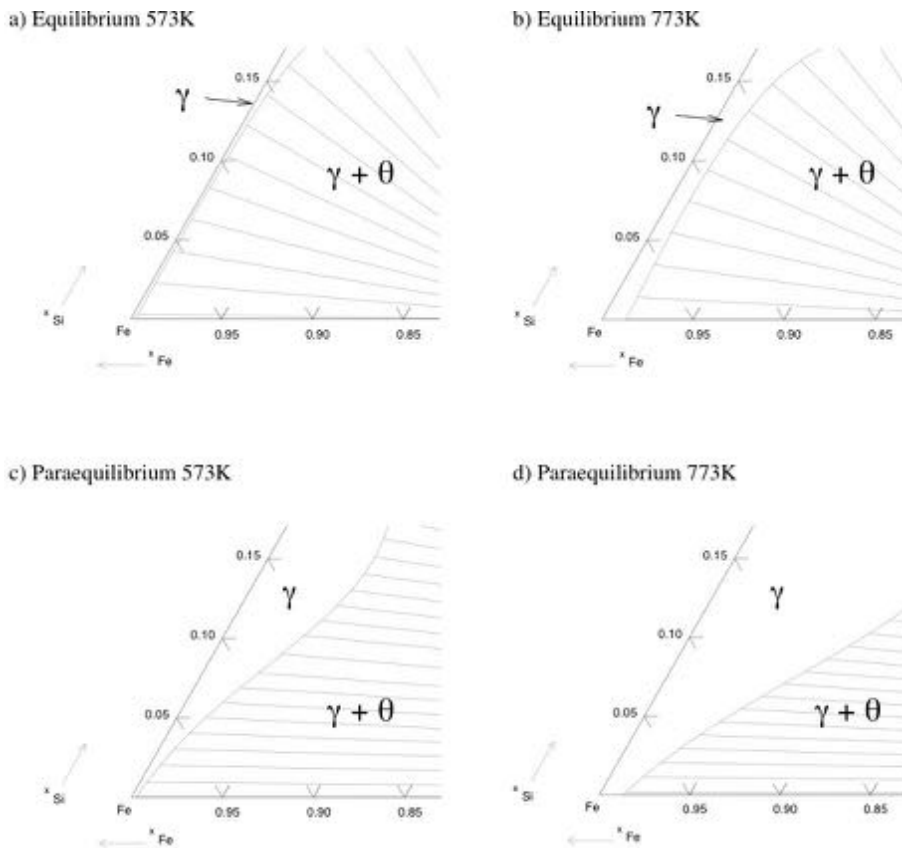 a) Equilibrium 573K
b) Equilibrium 773K
0.15
γ
0.10
γ + θ
0.05
x Si
Fe
0.95
0.90
0.85
x Fe
0.15
γ
0.10
γ + θ
0.05
x Si
Fe
0.95
0.90
0.85
x Fe
c) Paraequilibrium 573K
d) Paraequilibrium 773K
0.15
γ
0.10
0.05
γ + θ
x Si
Fe
0.95
0.90
0.85
x Fe
0.15
γ
0.10
0.05
γ + θ
x Si
Fe
0.95
0.90
0.85
x Fe